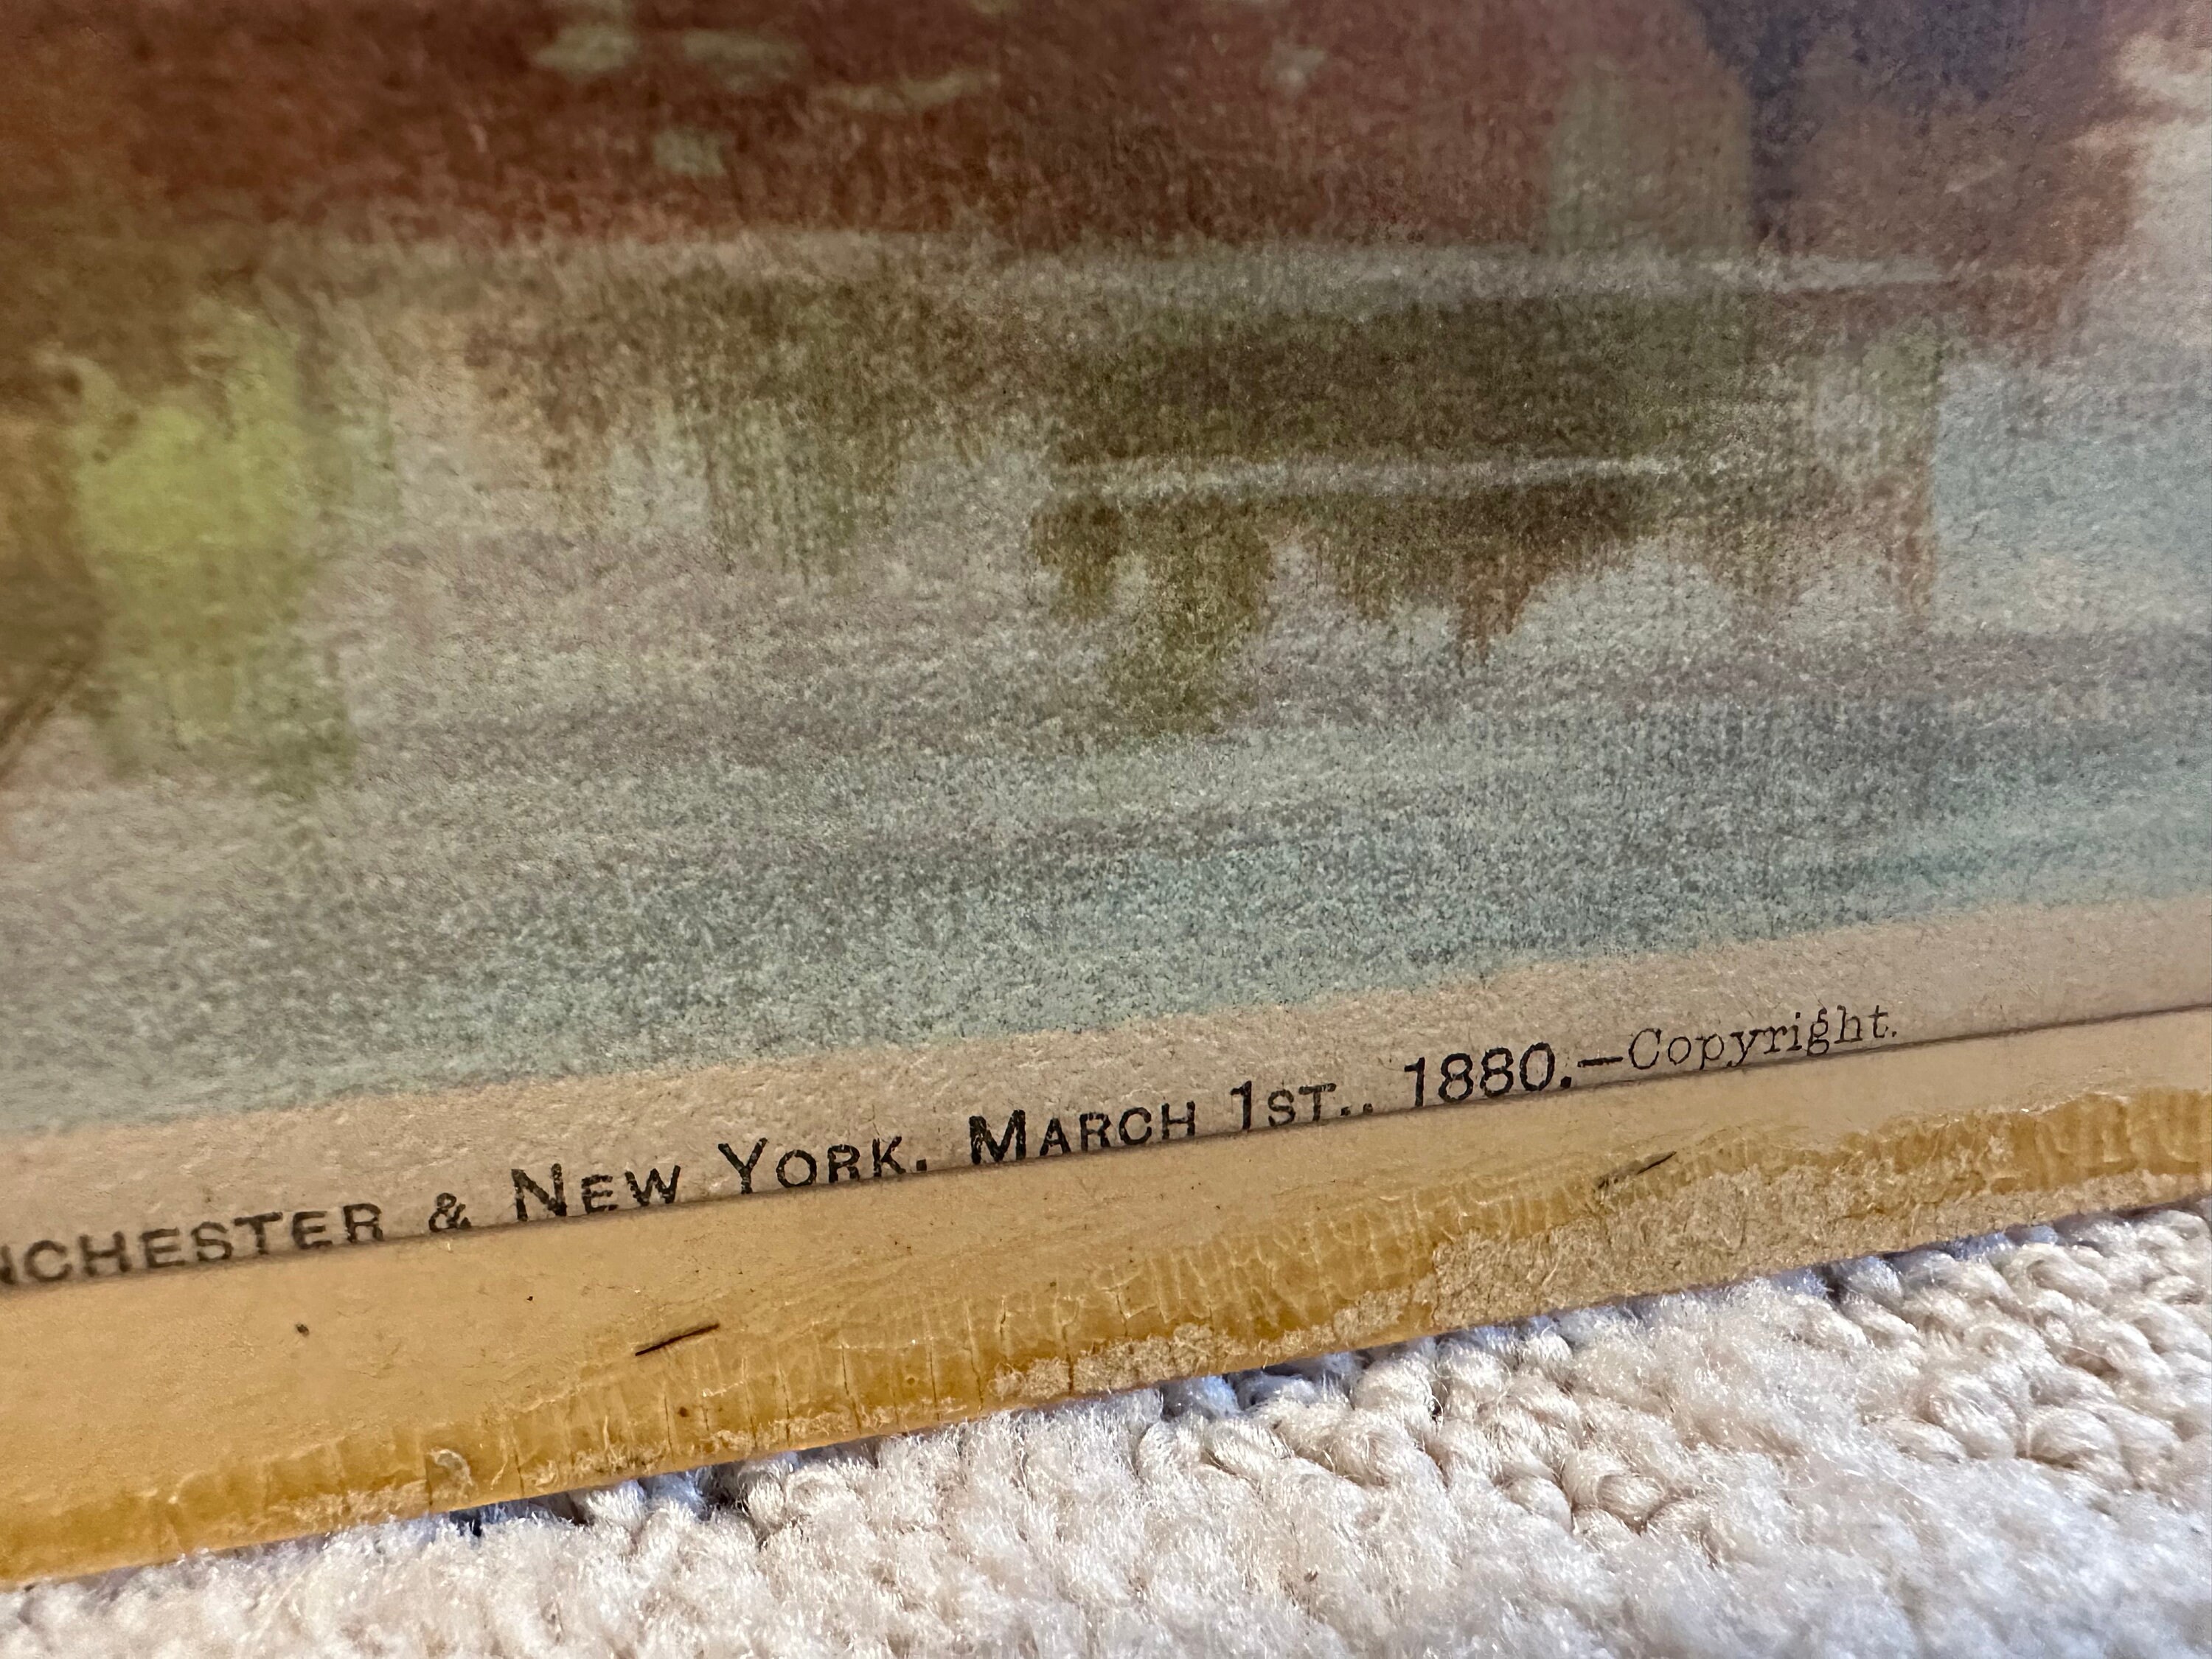 NCHESTER & NEW YORK. MARCH 1ST., 1880.—Copyright.